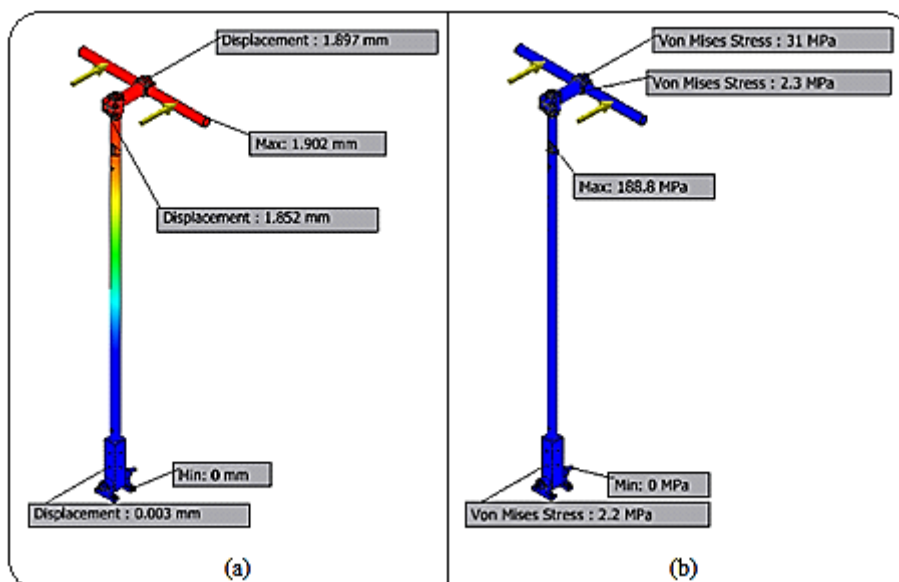 Displacement : 1.897 mm
Max: 1.902 mm
Displacement : 1.852 mm
Min: 0 mm
Displacement : 0.003 mm
(a)
Von Mises Stress : 31 MPa
Von Mises Stress : 2.3 MPa
Max: 188.8 MPa
Min: 0 MPa
Von Mises Stress : 2.2 MPa
(b)